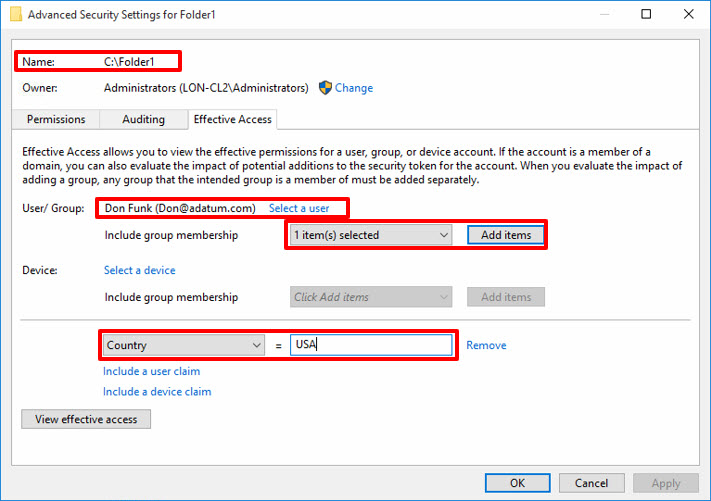 Advanced Security Settings for Folder1
Name: C:\Folder1
Owner: Administrators (LON-CL2\Administrators) Change
Permissions Auditing Effective Access
Effective Access allows you to view the effective permissions for a user, group, or device account. If the account is a member of a
domain, you can also evaluate the impact of potential additions to the security token for the account. When you evaluate the impact of
adding a group, any group that the intended group is a member of must be added separately.
User/ Group: Don Funk (Don@adatum.com) Select a user
Include group membership 1 item(s) selected Add items
Device: Select a device
Include group membership Click Add items Add items
Country = USA Remove
Include a user claim
Include a device claim
View effective access
OK Cancel Apply